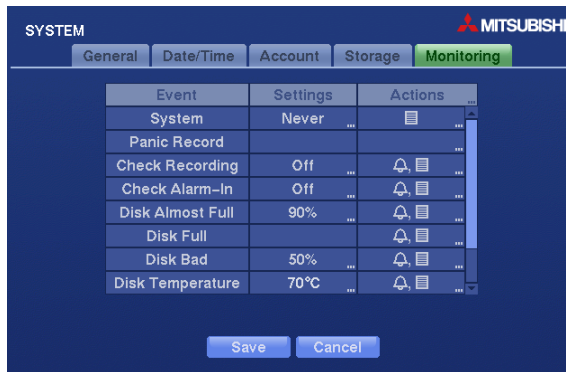 SYSTEM
MITSUBISHI
General Date/Time Account Storage Monitoring
Event Settings Actions ...
System Never ... ...
Panic Record ...
Check Recording Off ... , ...
Check Alarm-In Off ... , ...
Disk Almost Full 90% ... , ...
Disk Full , ...
Disk Bad 50% ... , ...
Disk Temperature 70°C ... , ...
Save Cancel